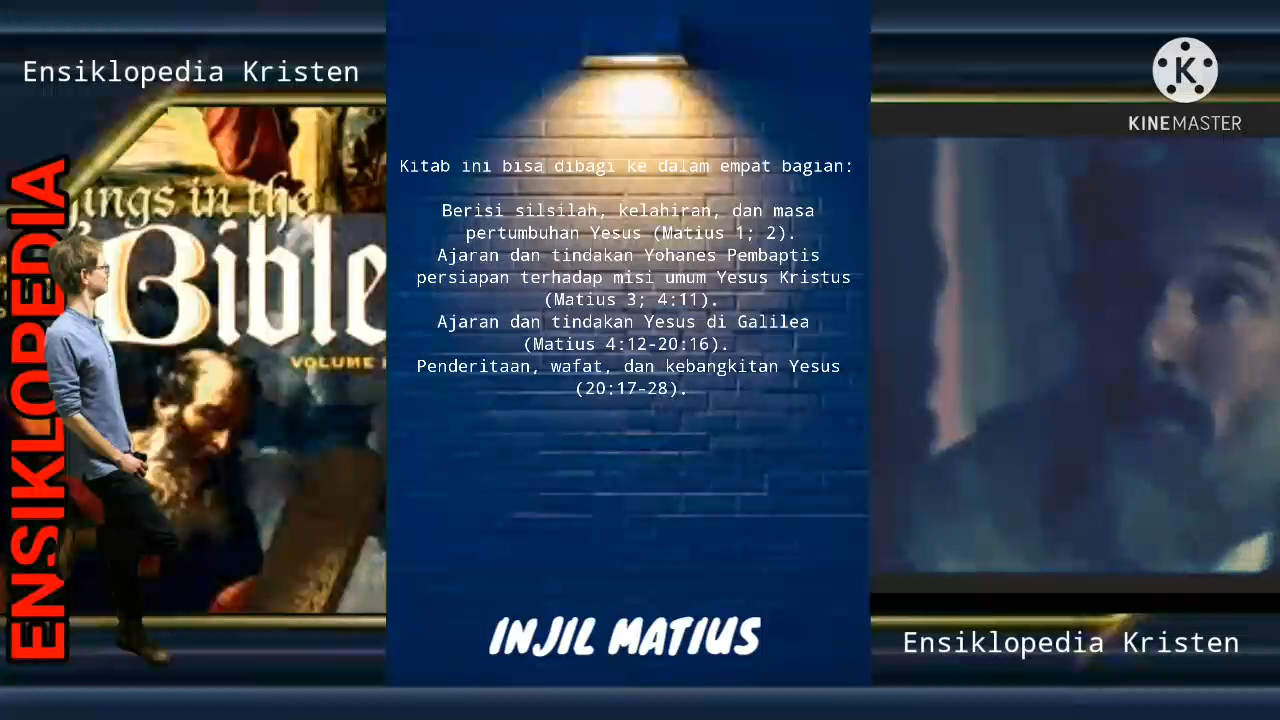 Ensiklopedia Kristen
KINEMASTER
ENSIKLOPEDIA
ings in the
Bible
VOLUME
Kitab ini bisa dibagi ke dalam empat bagian:
Berisi silsilah, kelahiran, dan masa
pertumbuhan Yesus (Matius 1; 2).
Ajaran dan tindakan Yohanes Pembaptis
persiapan terhadap misi umum Yesus Kristus
(Matius 3; 4:11).
Ajaran dan tindakan Yesus di Galilea
(Matius 4:12-20:16).
Penderitaan, wafat, dan kebangkitan Yesus
(20:17-28).
INJIL MATIUS
Ensiklopedia Kristen